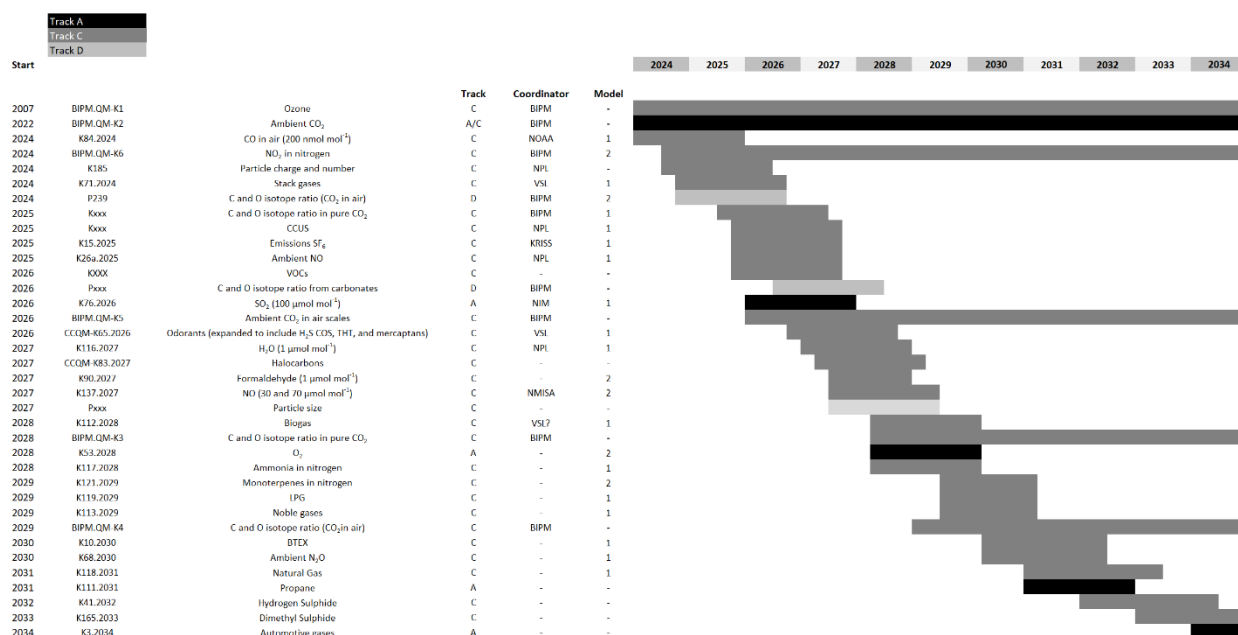 Track A
Track C
Track D
Start 2024 2025 2026 2027 2028 2029 2030 2031 2032 2033 2034
Track Coordinator Model
2007 BIPM.QM-K1 Ozone C BIPM -
2022 BIPM.QM-K2 Ambient CO₂ A/C BIPM -
2024 K84.2024 CO in air (200 nmol mol⁻¹) C NOAA 1
2024 BIPM.QM-K6 NO₂ in nitrogen C BIPM 2
2024 K185 Particle charge and number C NPL -
2024 K71.2024 Stack gases C VSL 1
2024 P239 C and O isotope ratio (CO₂ in air) D BIPM 2
2025 Kxxx C and O isotope ratio in pure CO₂ C BIPM 1
2025 Kxxx CCUS C NPL 1
2025 K15.2025 Emissions SF₆ C KRISS 1
2025 K26a.2025 Ambient NO C NPL 1
2026 KXXX VOCs C - -
2026 Pxxx C and O isotope ratio from carbonates D BIPM -
2026 K76.2026 SO₂ (100 µmol mol⁻¹) A NIM 1
2026 BIPM.QM-K5 Ambient CO₂ in air scales C BIPM -
2026 CCQM-K65.2026 Odorants (expanded to include H₂S COS, THT, and mercaptans) C VSL 1
2027 K116.2027 H₂O (1 µmol mol⁻¹) C NPL 1
2027 CCQM-K83.2027 Halocarbons C - -
2027 K90.2027 Formaldehyde (1 µmol mol⁻¹) C - 2
2027 K137.2027 NO (30 and 70 µmol mol⁻¹) C NMISA 2
2027 Pxxx Particle size C - -
2028 K112.2028 Biogas C VSL? 1
2028 BIPM.QM-K3 C and O isotope ratio in pure CO₂ C BIPM -
2028 K53.2028 O₂ A - 2
2028 K117.2028 Ammonia in nitrogen C - 1
2029 K121.2029 Monoterpenes in nitrogen C - 2
2029 K119.2029 LPG C - 1
2029 K113.2029 Noble gases C - 1
2029 BIPM.QM-K4 C and O isotope ratio (CO₂in air) C BIPM -
2030 K10.2030 BTEX C - 1
2030 K68.2030 Ambient N₂O C - 1
2031 K118.2031 Natural Gas C - 1
2031 K111.2031 Propane A - -
2032 K41.2032 Hydrogen Sulphide C - -
2033 K165.2033 Dimethyl Sulphide C - -
2034 K3.2034 Automotive gases A - -